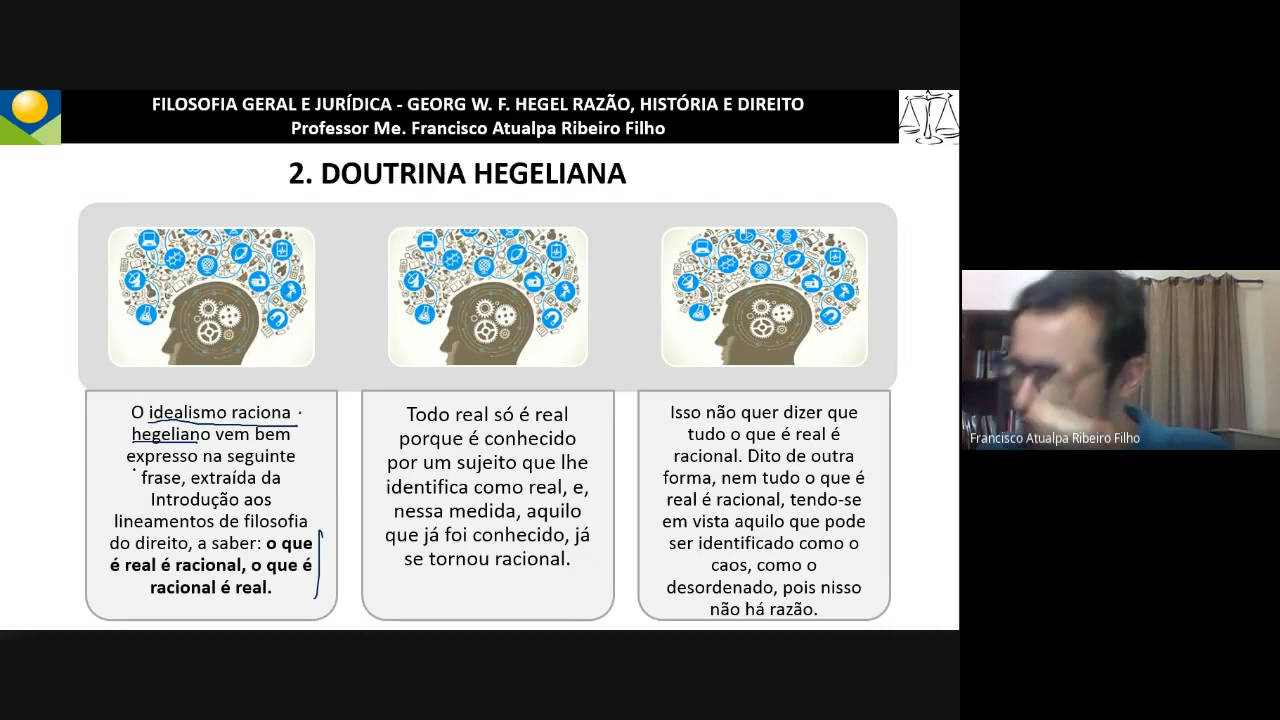 FILOSOFIA GERAL E JURÍDICA - GEORG W. F. HEGEL RAZÃO, HISTÓRIA E DIREITO
Professor Me. Francisco Atualpa Ribeiro Filho
2. DOUTRINA HEGELIANA
O idealismo raciona
hegeliano vem bem
expresso na seguinte
frase, extraída da
Introdução aos
lineamentos de filosofia
do direito, a saber: o que
é real é racional, o que é
racional é real.
Todo real só é real
porque é conhecido
por um sujeito que lhe
identifica como real, e,
nessa medida, aquilo
que já foi conhecido, já
se tornou racional.
Isso não quer dizer que
tudo o que é real é
racional. Dito de outra
forma, nem tudo o que é
real é racional, tendo-se
em vista aquilo que pode
ser identificado como o
caos, como o
desordenado, pois nisso
não há razão.
Francisco Atualpa Ribeiro Filho